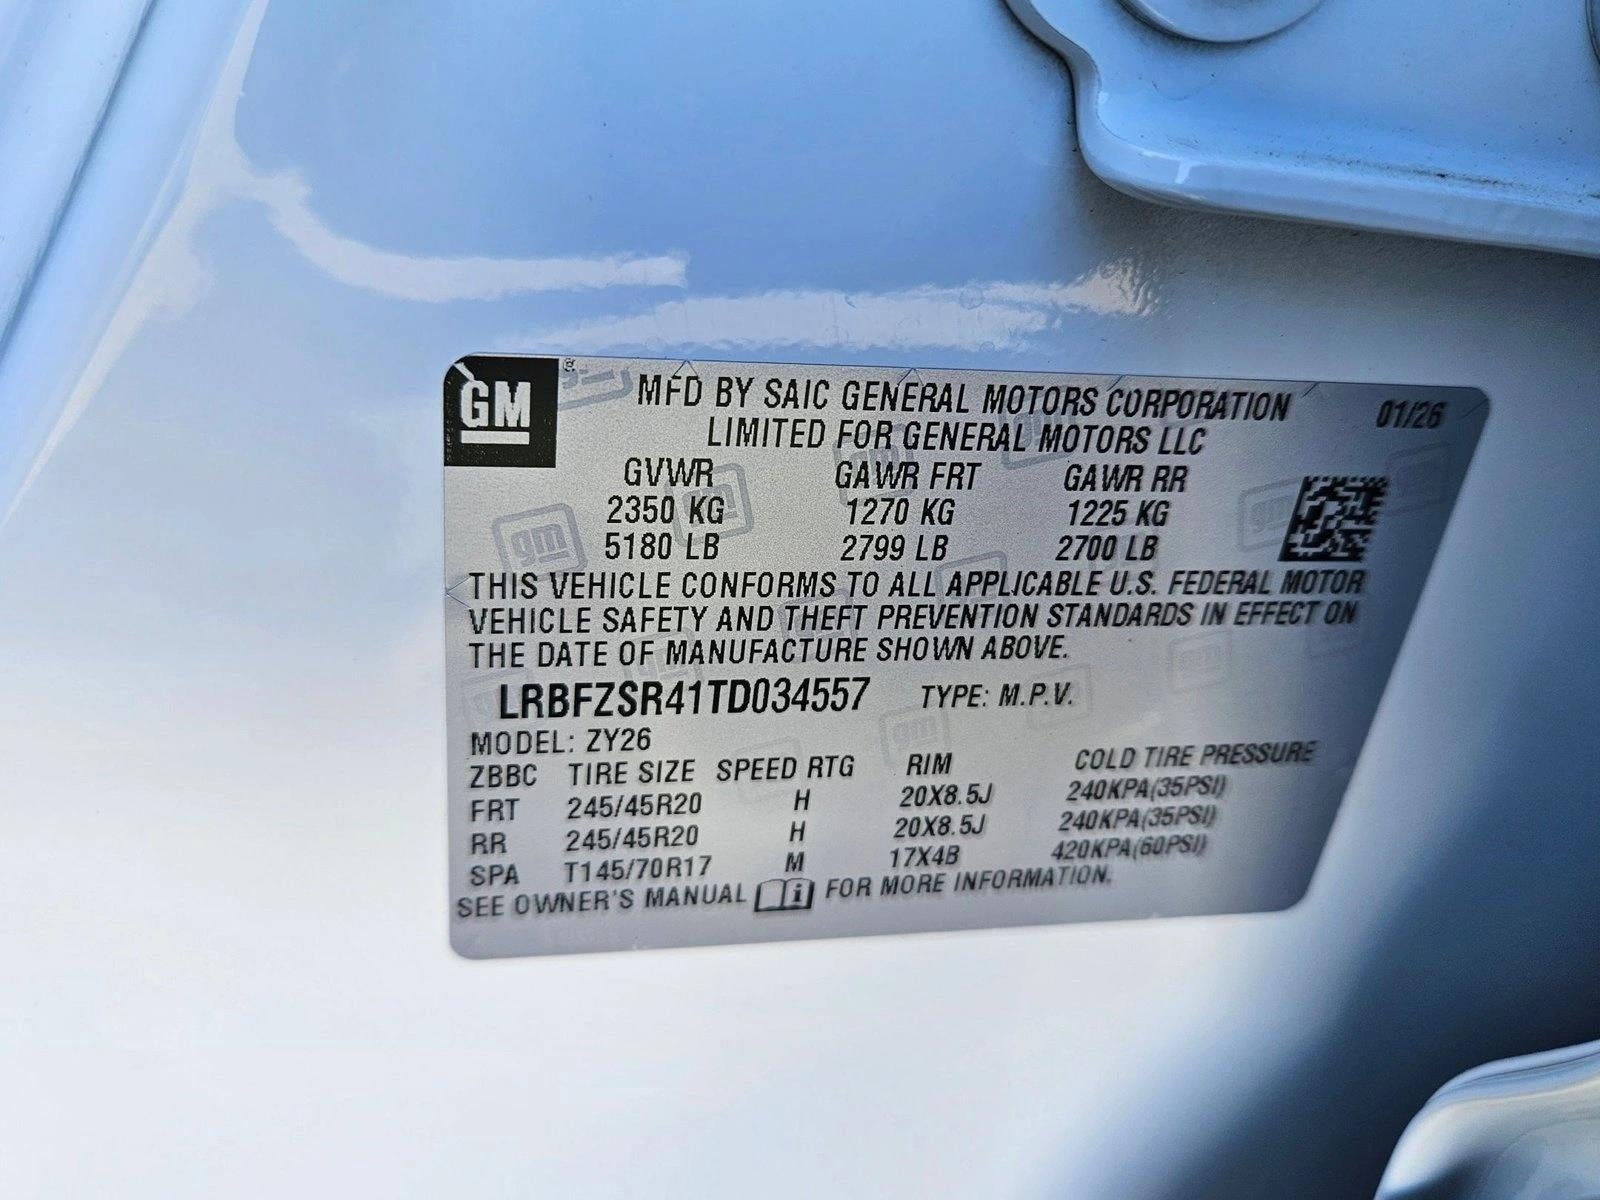 GM
MFD BY SAIC GENERAL MOTORS CORPORATION 01/26
LIMITED FOR GENERAL MOTORS LLC
GVWR GAWR FRT GAWR RR
2350 KG 1270 KG 1225 KG
5180 LB 2799 LB 2700 LB
THIS VEHICLE CONFORMS TO ALL APPLICABLE U.S. FEDERAL MOTOR
VEHICLE SAFETY AND THEFT PREVENTION STANDARDS IN EFFECT ON
THE DATE OF MANUFACTURE SHOWN ABOVE.
LRBFZSR41TD034557 TYPE: M.P.V.
MODEL: ZY26
ZBBC TIRE SIZE SPEED RTG RIM COLD TIRE PRESSURE
FRT 245/45R20 H 20X8.5J 240KPA(35PSI)
RR 245/45R20 H 20X8.5J 240KPA(35PSI)
SPA T145/70R17 M 17X4B 420KPA(60PSI)
SEE OWNER'S MANUAL FOR MORE INFORMATION.